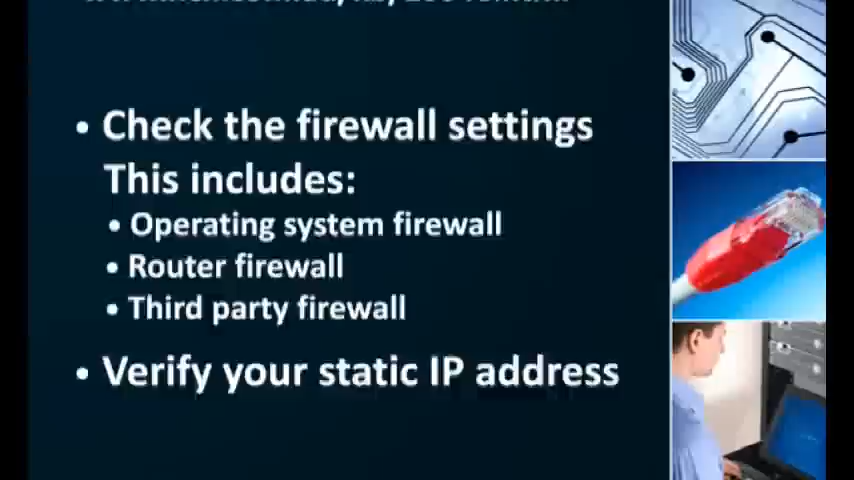 • Check the firewall settings
This includes:
• Operating system firewall
• Router firewall
• Third party firewall
• Verify your static IP address